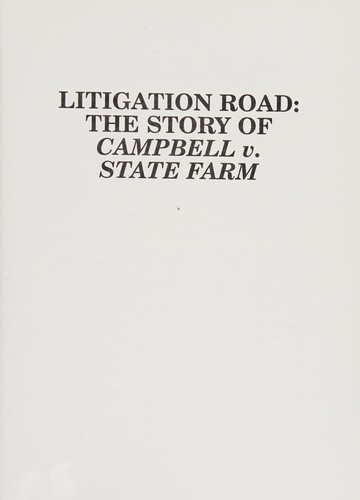 LITIGATION ROAD:
THE STORY OF
CAMPBELL v.
STATE FARM